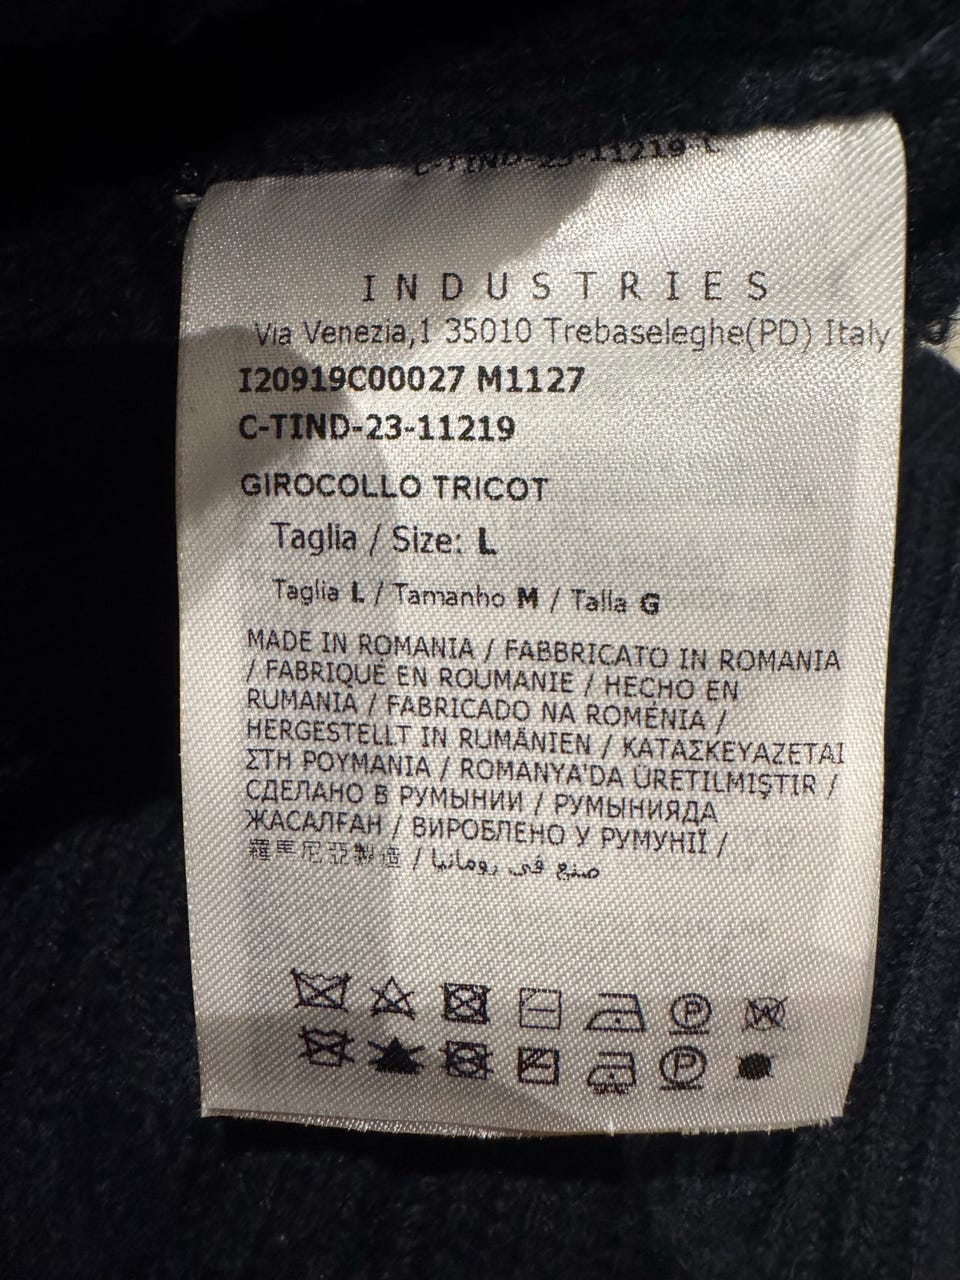 C-TIND-23-11219-L
INDUSTRIES
Via Venezia,1 35010 Trebaseleghe(PD) Italy
I20919C00027 M1127
C-TIND-23-11219
GIROCOLLO TRICOT
Taglia / Size: L
Taglia L / Tamanho M / Talla G
MADE IN ROMANIA / FABBRICATO IN ROMANIA
/ FABRIQUÉ EN ROUMANIE / HECHO EN
RUMANIA / FABRICADO NA ROMÉNIA /
HERGESTELLT IN RUMÄNIEN / ΚΑΤΑΣΚΕΥΑΖΕΤΑΙ
ΣΤΗ ΡΟΥΜΑΝΙΑ / ROMANYA'DA ÜRETILMIŞTIR /
СДЕЛАНО В РУМЫНИИ / РУМЫНИЯДА
ЖАСАЛҒАН / ВИРОБЛЕНО У РУМУНІЇ /
羅馬尼亞製造 / صنع في رومانيا
P W
P